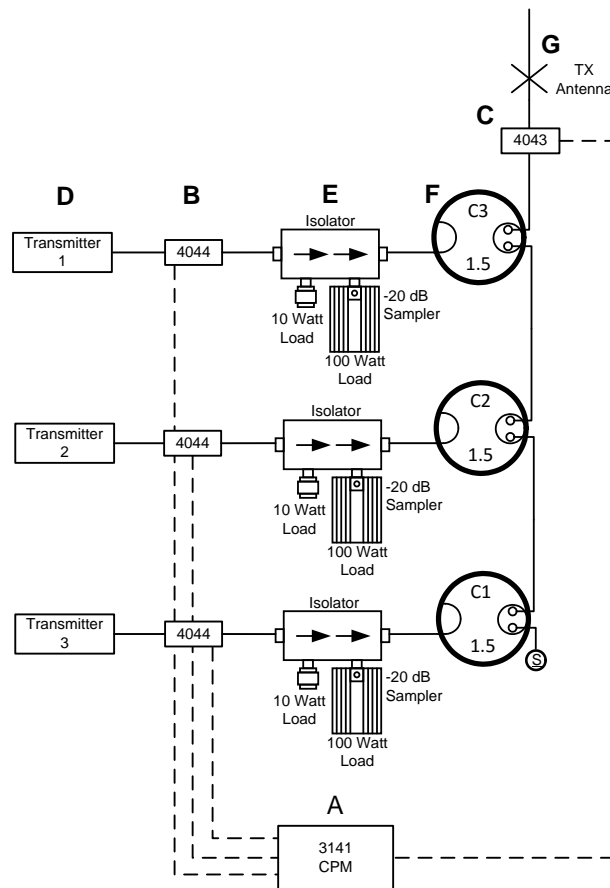 G
TX
Antenna
C
4043
D
B
E
F
Isolator
C3
Transmitter
1
4044
1.5
-20 dB
Sampler
10 Watt
Load
100 Watt
Load
Isolator
C2
Transmitter
2
4044
1.5
-20 dB
Sampler
10 Watt
Load
100 Watt
Load
Isolator
C1
Transmitter
3
4044
1.5
S
-20 dB
Sampler
10 Watt
Load
100 Watt
Load
A
3141
CPM